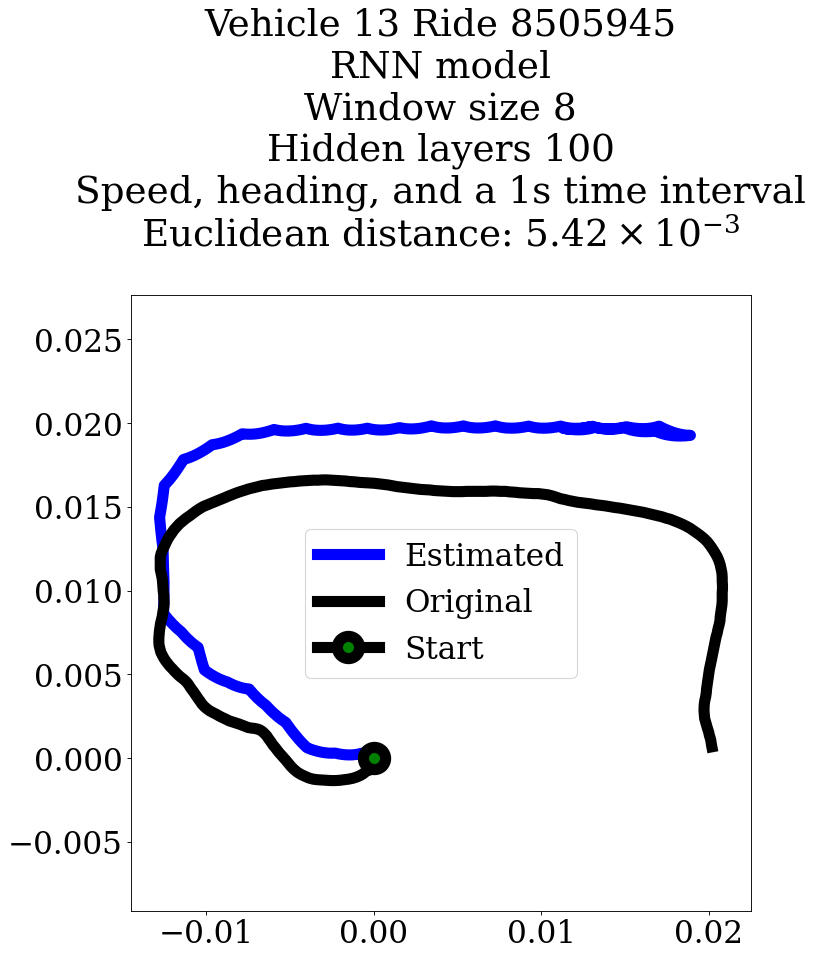 Vehicle 13 Ride 8505945
RNN model
Window size 8
Hidden layers 100
Speed, heading, and a 1s time interval
Euclidean distance: 5.42 × 10⁻³
0.025
0.020
0.015
0.010
0.005
0.000
−0.005
Estimated
Original
Start
−0.01 0.00 0.01 0.02